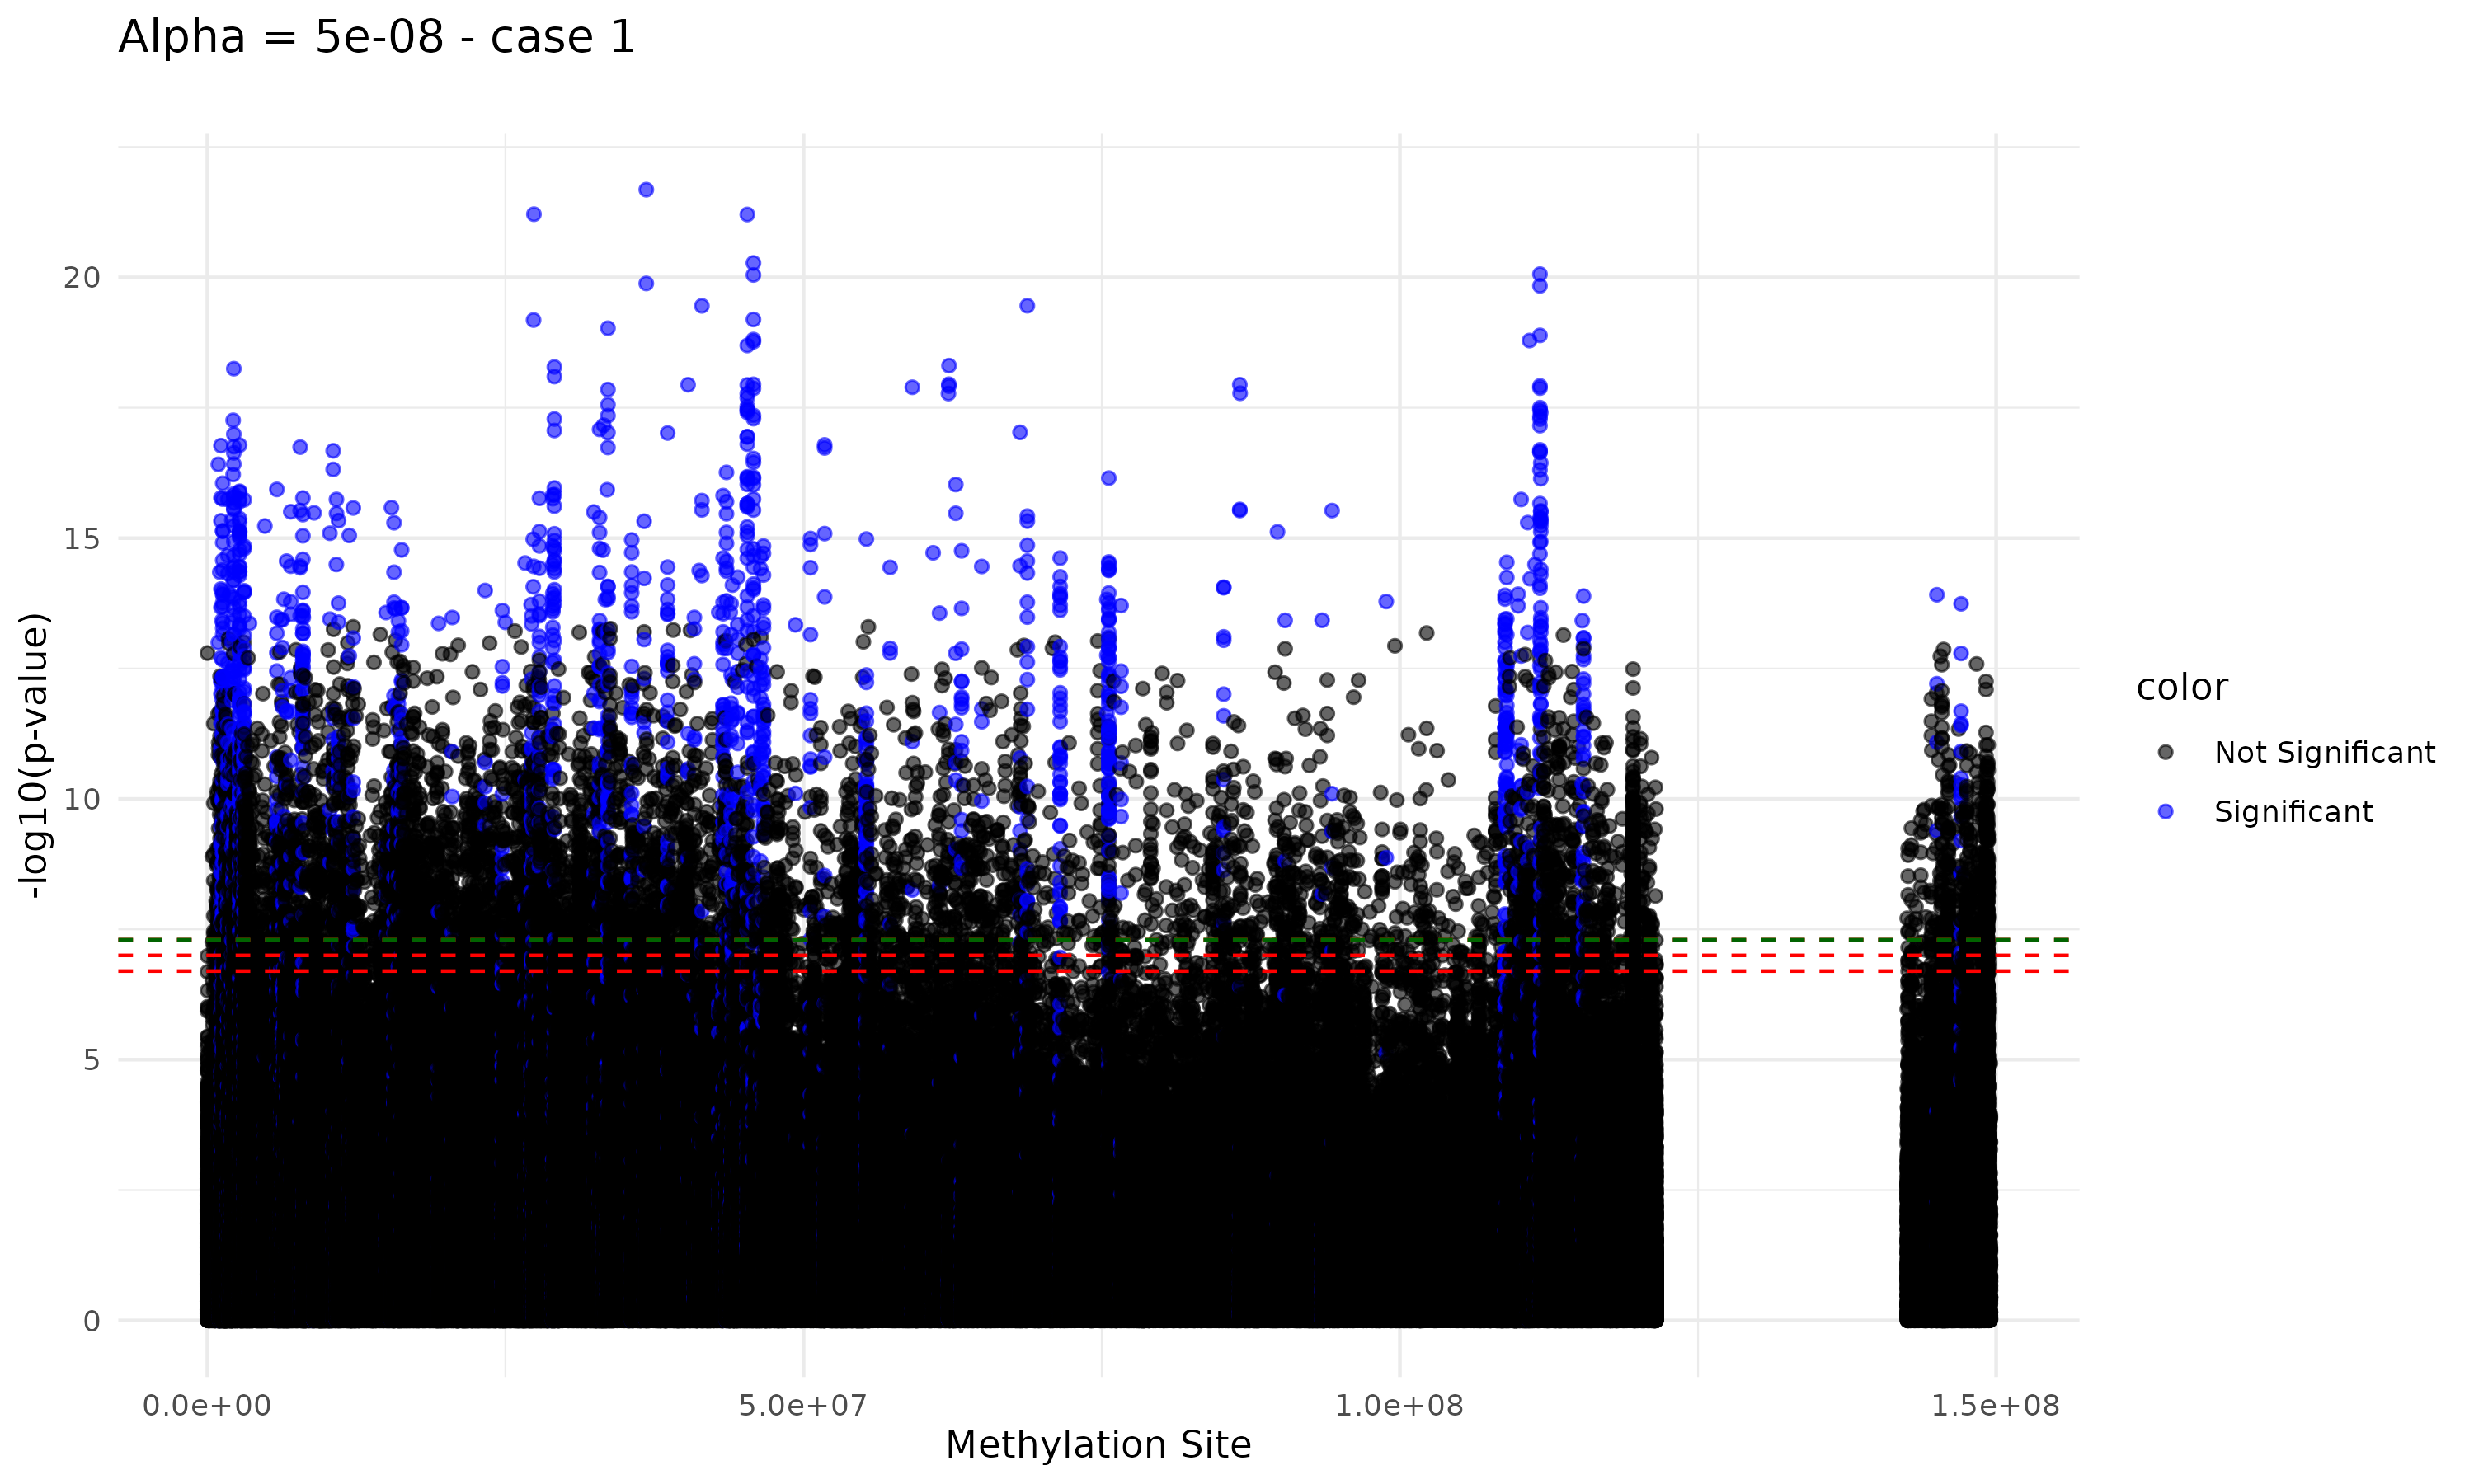 Alpha = 5e-08 - case 1
-log10(p-value)
20
15
10
5
0
0.0e+00
5.0e+07
1.0e+08
1.5e+08
Methylation Site
color
Not Significant
Significant